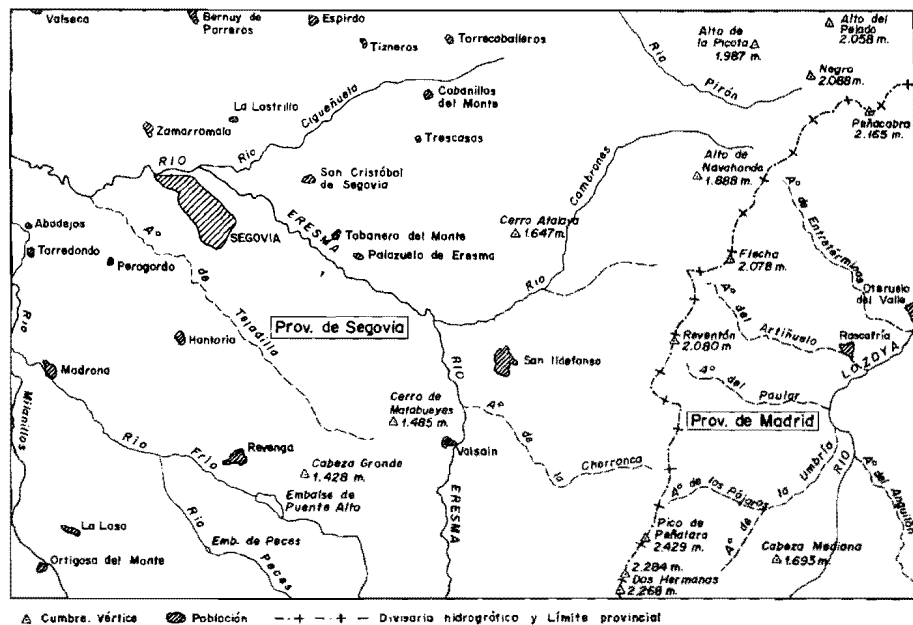 Valseca
Bernuy de
Porreros
Espirdo
Tizneros
Torrecaballeros
Alto de
la Picota
1.987 m.
Alto del
Pelado
2.058 m.
Negro
2.088 m.
Río
Pirón
Peñacabra
2.165 m.
La Lastrilla
Zamarramala
Río Cigueñuela
Cabanillas
del Monte
Trescasas
RIO
San Cristóbal
de Segovia
Río Cambrones
Alto de
Navahonda
1.888 m.
Aº de Entretérminos
Abadejos
Torredondo
Perogordo
SEGOVIA
ERESMA
Tabanera del Monte
Palazuelo de Eresma
Cerro Atalaya
1.647 m.
Flecha
2.078 m.
Oteruelo
del Valle
Aº de Tejadilla
Prov. de Segovia
Hontoria
Río
Milanillos
Madrona
RIO
ERESMA
San Ildefonso
Reventón
2.080 m.
Aº del Artiñuelo
Rascafría
LOZOYA
Aº del Paular
Prov. de Madrid
RIO
Cerro de
Matabueyes
1.485 m.
Valsaín
Aº de la Chorranca
Río Frío
Revenga
Cabeza Grande
1.428 m.
Embalse de
Puente Alto
Aº de los Pájaros
Aº de la Umbría
Aº del Anguilón
La Losa
Ortigosa del Monte
Río Peces
Emb. de Peces
Pico de
Peñalara
2.429 m.
2.284 m.
Dos Hermanas
2.268 m.
Cabeza Mediana
1.693 m.
Cumbre. Vértice
Población
Divisoria hidrográfica y Límite provincial